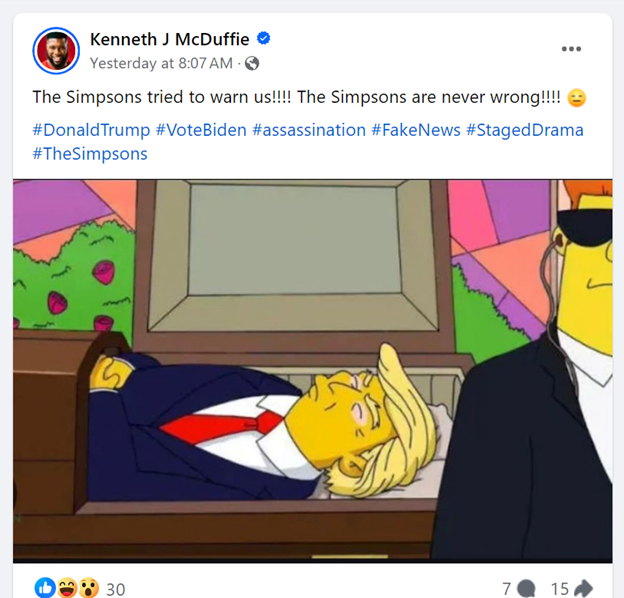 Kenneth J McDuffie
Yesterday at 8:07 AM ·
The Simpsons tried to warn us!!!! The Simpsons are never wrong!!!! 😑
#DonaldTrump #VoteBiden #assassination #FakeNews #StagedDrama
#TheSimpsons
30
7
15